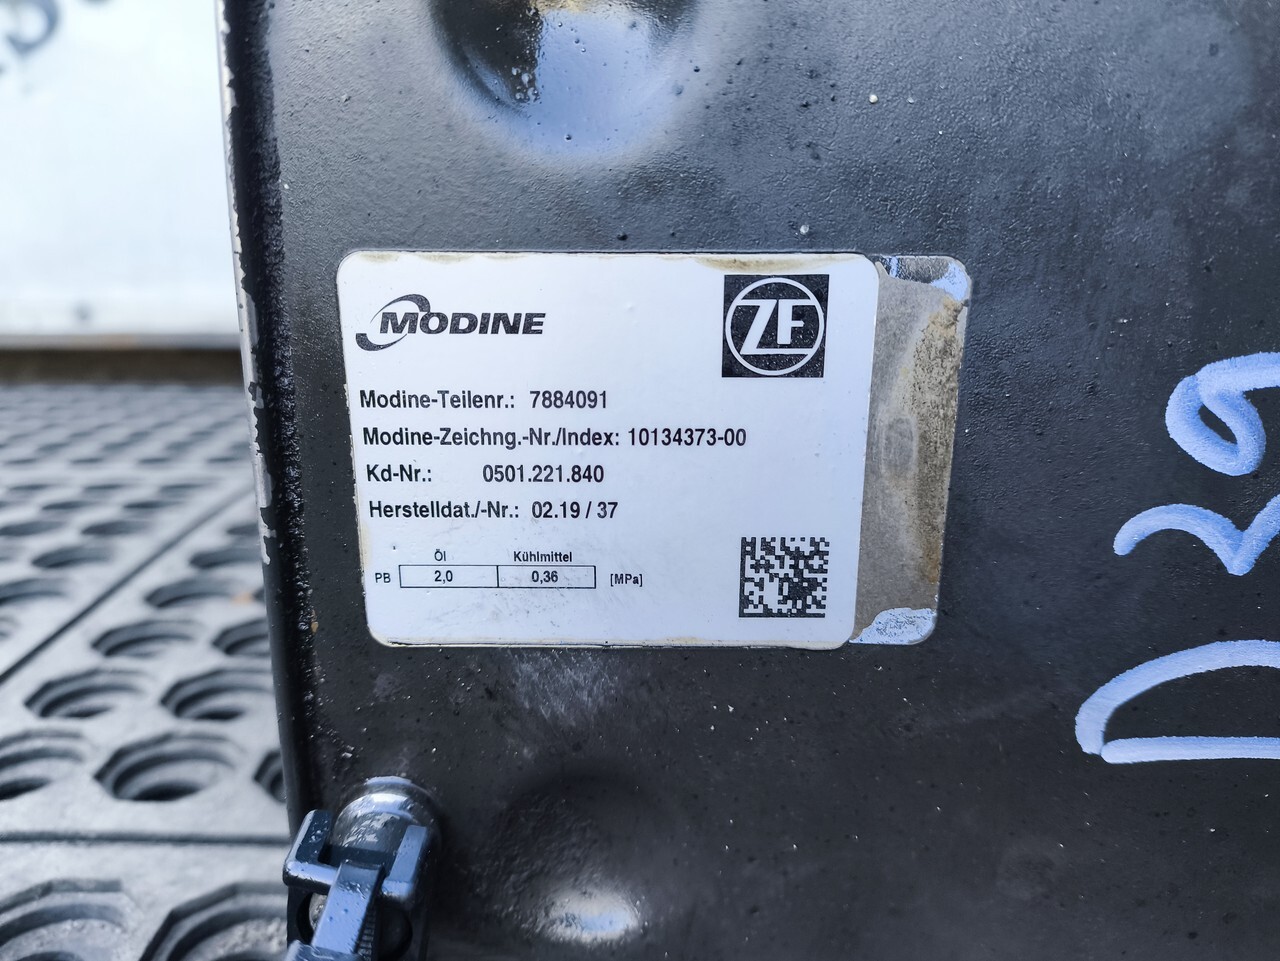 MODINE
ZF
Modine-Teilenr.: 7884091
Modine-Zeichng.-Nr./Index: 10134373-00
Kd-Nr.: 0501.221.840
Herstelldat./-Nr.: 02.19 / 37
Öl Kühlmittel
PB 2,0 0,36 [MPa]